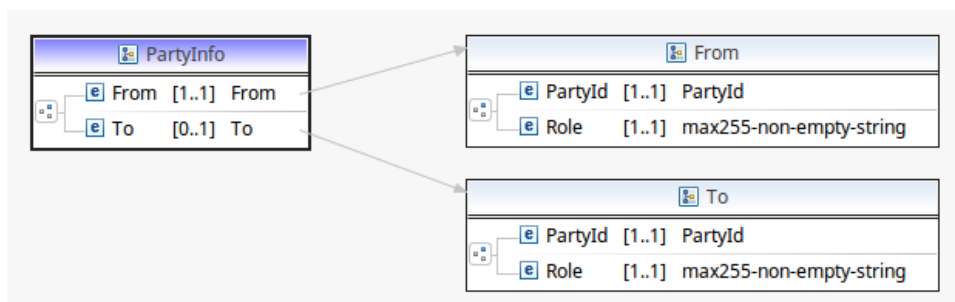 PartyInfo
e From [1..1] From
e To [0..1] To
From
e PartyId [1..1] PartyId
e Role [1..1] max255-non-empty-string
To
e PartyId [1..1] PartyId
e Role [1..1] max255-non-empty-string